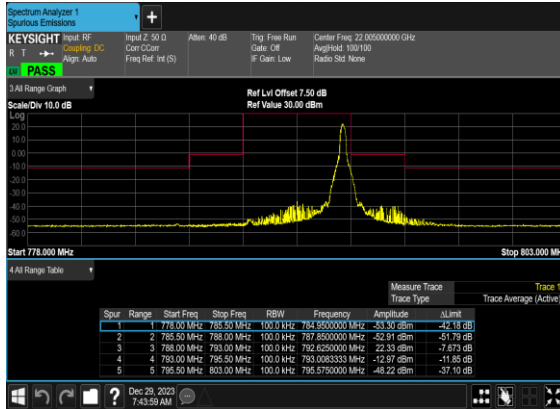 Spectrum Analyzer 1
Spurious Emissions
KEYSIGHT Input: RF Input Z: 50 Ω Atten: 40 dB Trig: Free Run Center Freq: 22.005000000 GHz
R T Coupling: DC Corr CCorr Gate: Off Avg|Hold: 100/100
Align: Auto Freq Ref: Int (S) IF Gain: Low Radio Std: None
PASS
3 All Range Graph Ref Lvl Offset 7.50 dB
Scale/Div 10.0 dB Ref Value 30.00 dBm
Log
20.0
10.0
0.00
-10.0
-20.0
-30.0
-40.0
-50.0
-60.0
Start 778.000 MHz Stop 803.000 MH
4 All Range Table
Measure Trace Trace 1
Trace Type Trace Average (Active)
Spur Range Start Freq Stop Freq RBW Frequency Amplitude ΔLimit
1 1 778.00 MHz 785.50 MHz 100.0 kHz 784.9500000 MHz -53.30 dBm -42.18 dB
2 2 785.50 MHz 788.00 MHz 100.0 kHz 787.8500000 MHz -52.91 dBm -51.79 dB
3 3 788.00 MHz 793.00 MHz 100.0 kHz 792.6250000 MHz 22.33 dBm -7.673 dB
4 4 793.00 MHz 795.50 MHz 100.0 kHz 793.0083333 MHz -12.97 dBm -11.85 dB
5 5 795.50 MHz 803.00 MHz 100.0 kHz 795.5750000 MHz -48.22 dBm -37.10 dB
Dec 29, 2023
7:43:59 AM